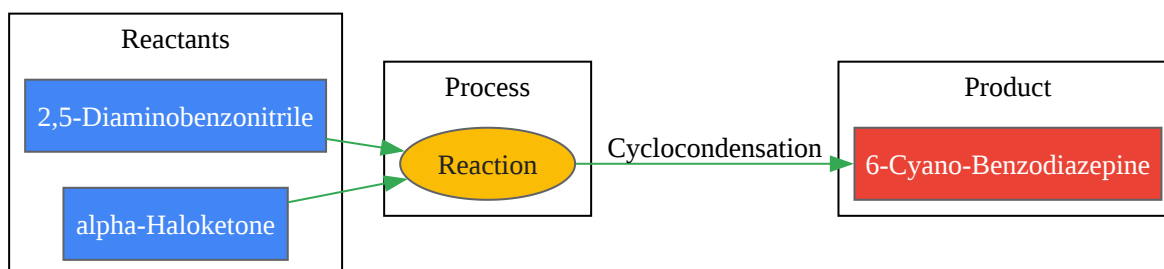 Reactants
2,5-Diaminobenzonitrile
alpha-Haloketone
Process
Reaction
Cyclocondensation
Product
6-Cyano-Benzodiazepine